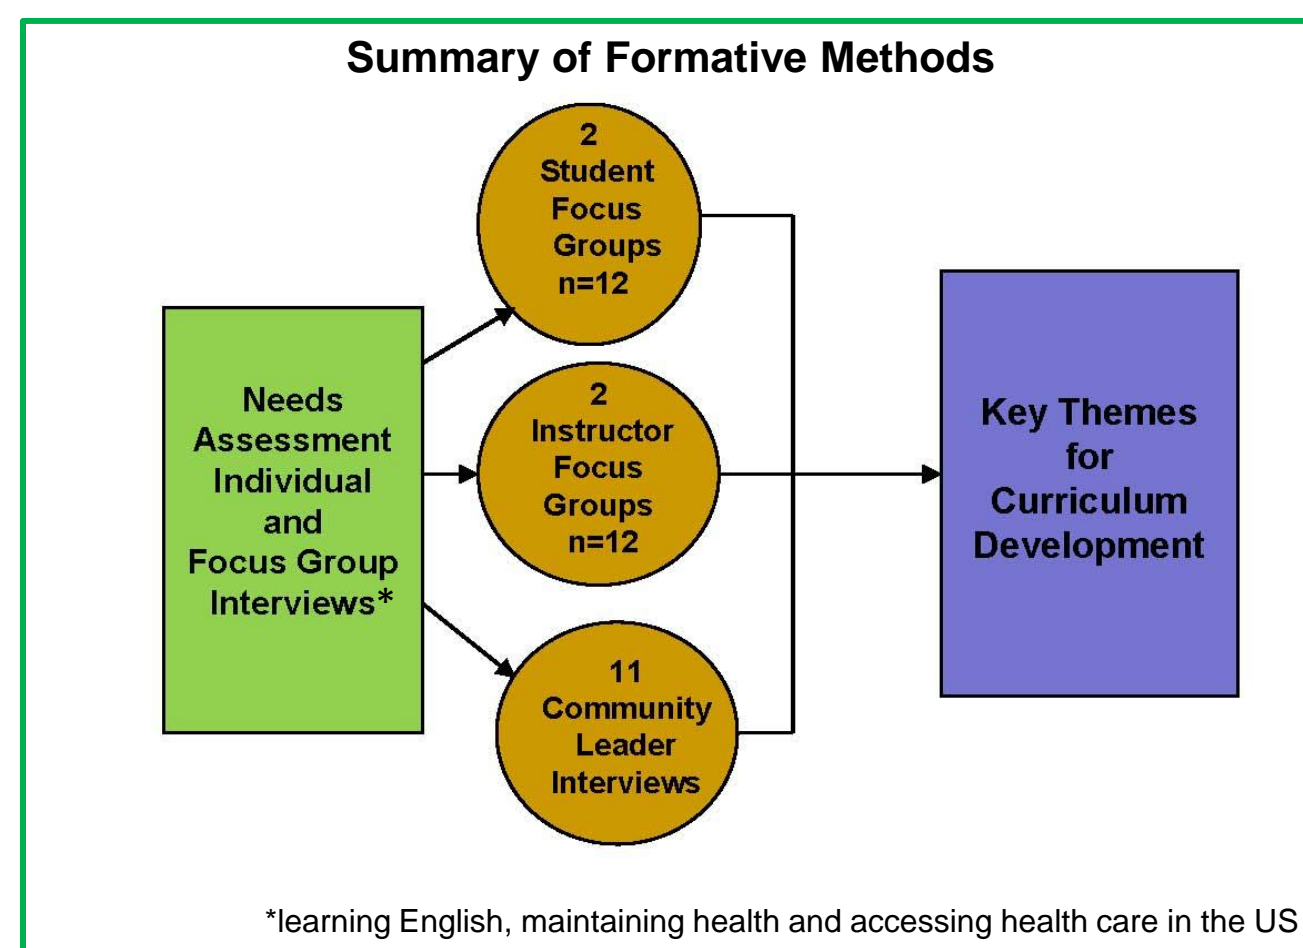 Summary of Formative Methods
Needs
Assessment
Individual
and
Focus Group
Interviews*
2
Student
Focus
Groups
n=12
2
Instructor
Focus
Groups
n=12
11
Community
Leader
Interviews
Key Themes
for
Curriculum
Development
*learning English, maintaining health and accessing health care in the US